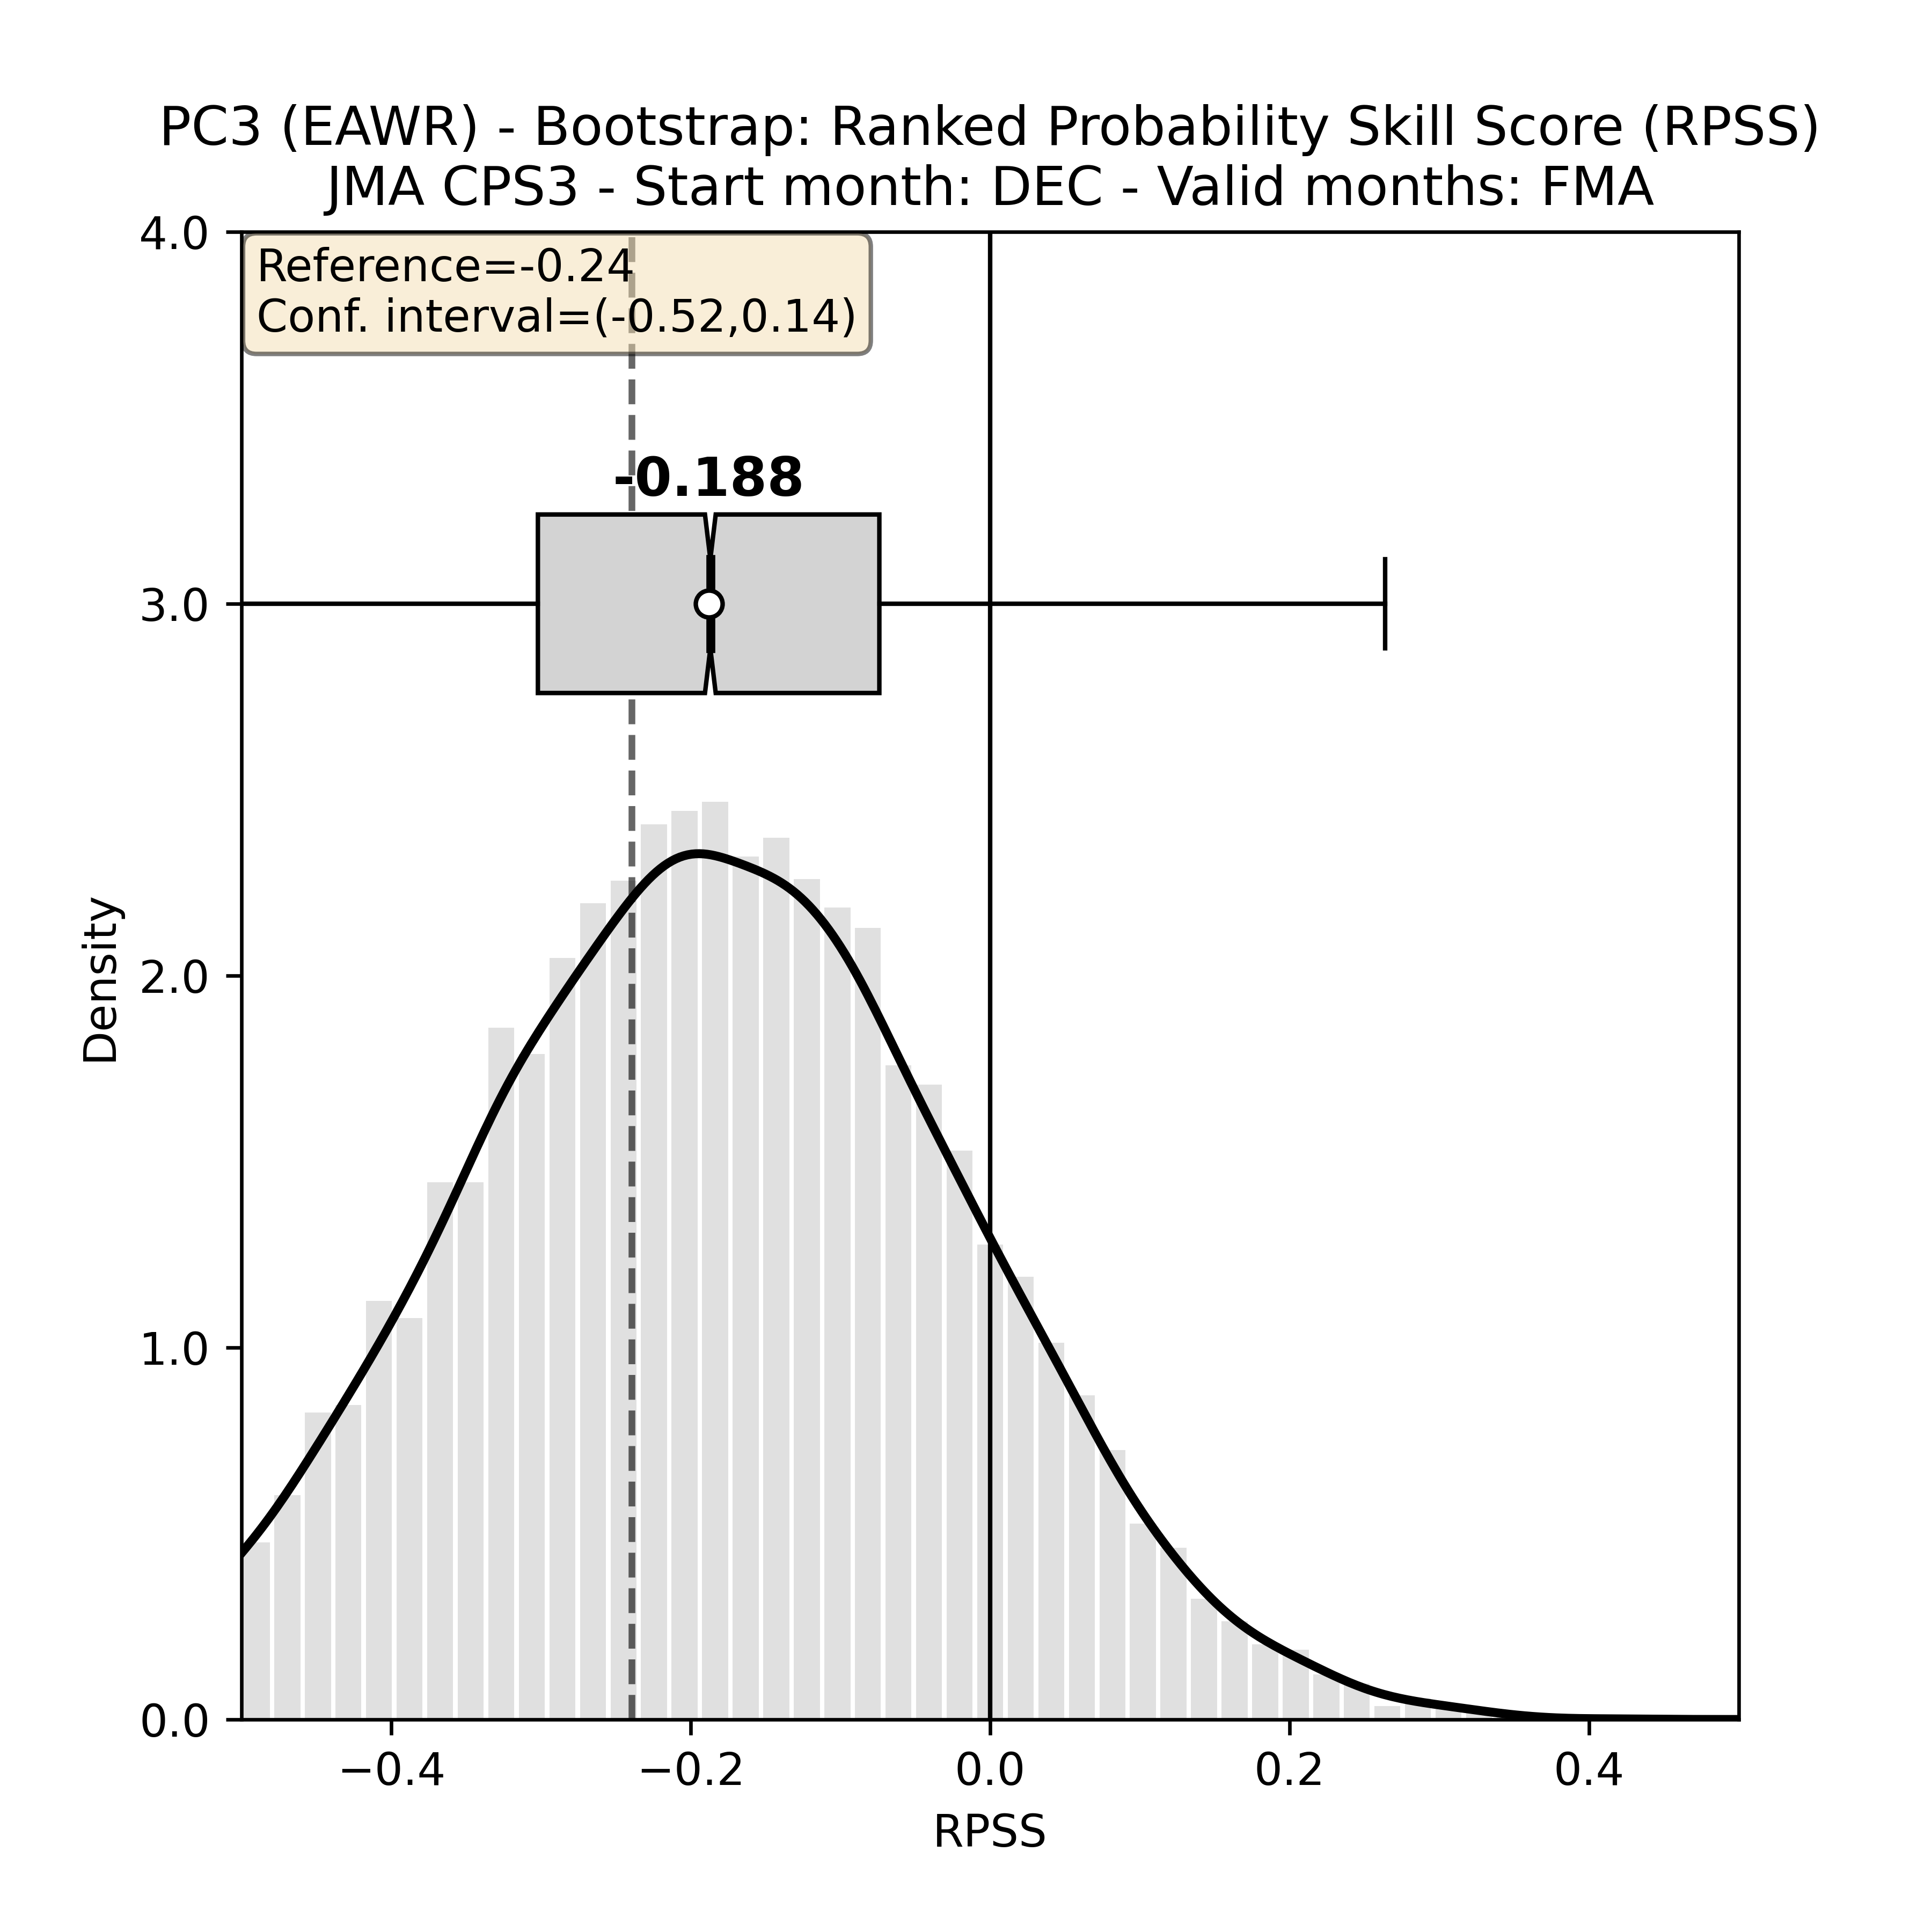 PC3 (EAWR) - Bootstrap: Ranked Probability Skill Score (RPSS)
JMA CPS3 - Start month: DEC - Valid months: FMA
4.0
Reference=-0.24
Conf. interval=(-0.52,0.14)
-0.188
3.0
2.0
1.0
0.0
Density
−0.4
−0.2
0.0
0.2
0.4
RPSS